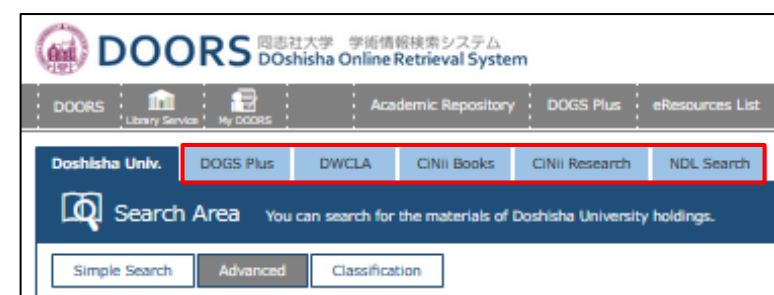 DOORS 同志社大学 学術情報検索システム
DOshisha Online Retrieval System
DOORS Library Service My DOORS Academic Repository DOGS Plus eResources List
Doshisha Univ. DOGS Plus DWCLA CiNii Books CiNii Research NDL Search
Search Area You can search for the materials of Doshisha University holdings.
Simple Search Advanced Classification